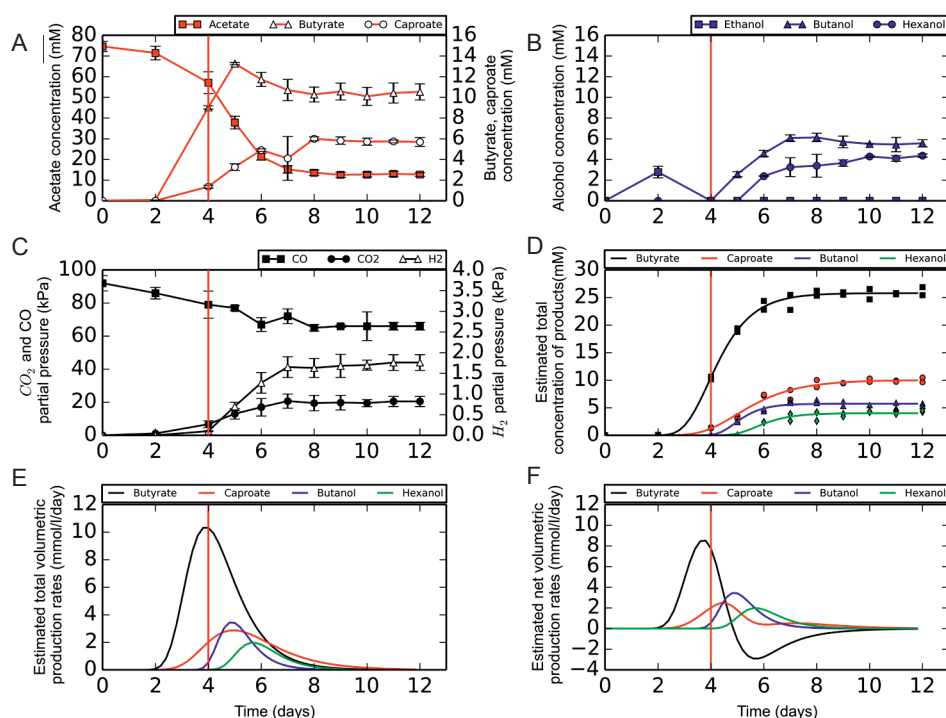 A
Acetate Butyrate Caproate
Acetate concentration (mM)
80
70
60
50
40
30
20
10
0
16
14
12
10
8
6
4
2
0
Butyrate, caproate
concentration (mM)
0 2 4 6 8 10 12
B
Ethanol Butanol Hexanol
Alcohol concentration (mM)
16
14
12
10
8
6
4
2
0
0 2 4 6 8 10 12
C
CO CO2 H2
CO2 and CO
partial pressure (kPa)
100
80
60
40
20
0
4.0
3.5
3.0
2.5
2.0
1.5
1.0
0.5
0.0
H2
partial pressure (kPa)
0 2 4 6 8 10 12
D
Butyrate Caproate Butanol Hexanol
Estimated total
concentration of products(mM)
30
25
20
15
10
5
0
0 2 4 6 8 10 12
E
Butyrate Caproate Butanol Hexanol
Estimated total volumetric
production rates (mmol/l/day)
12
10
8
6
4
2
0
0 2 4 6 8 10 12
Time (days)
F
Butyrate Caproate Butanol Hexanol
Estimated net volumetric
production rates (mmol/l/day)
12
10
8
6
4
2
0
−2
−4
0 2 4 6 8 10 12
Time (days)